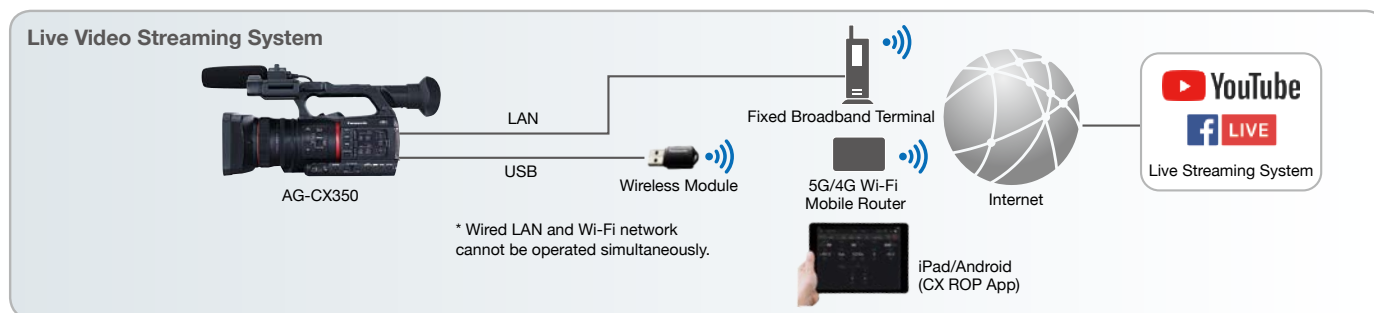 Live Video Streaming System
LAN
USB
AG-CX350
Wireless Module
* Wired LAN and Wi-Fi network
cannot be operated simultaneously.
Fixed Broadband Terminal
5G/4G Wi-Fi
Mobile Router
iPad/Android
(CX ROP App)
Internet
YouTube
f LIVE
Live Streaming System
Panasonic